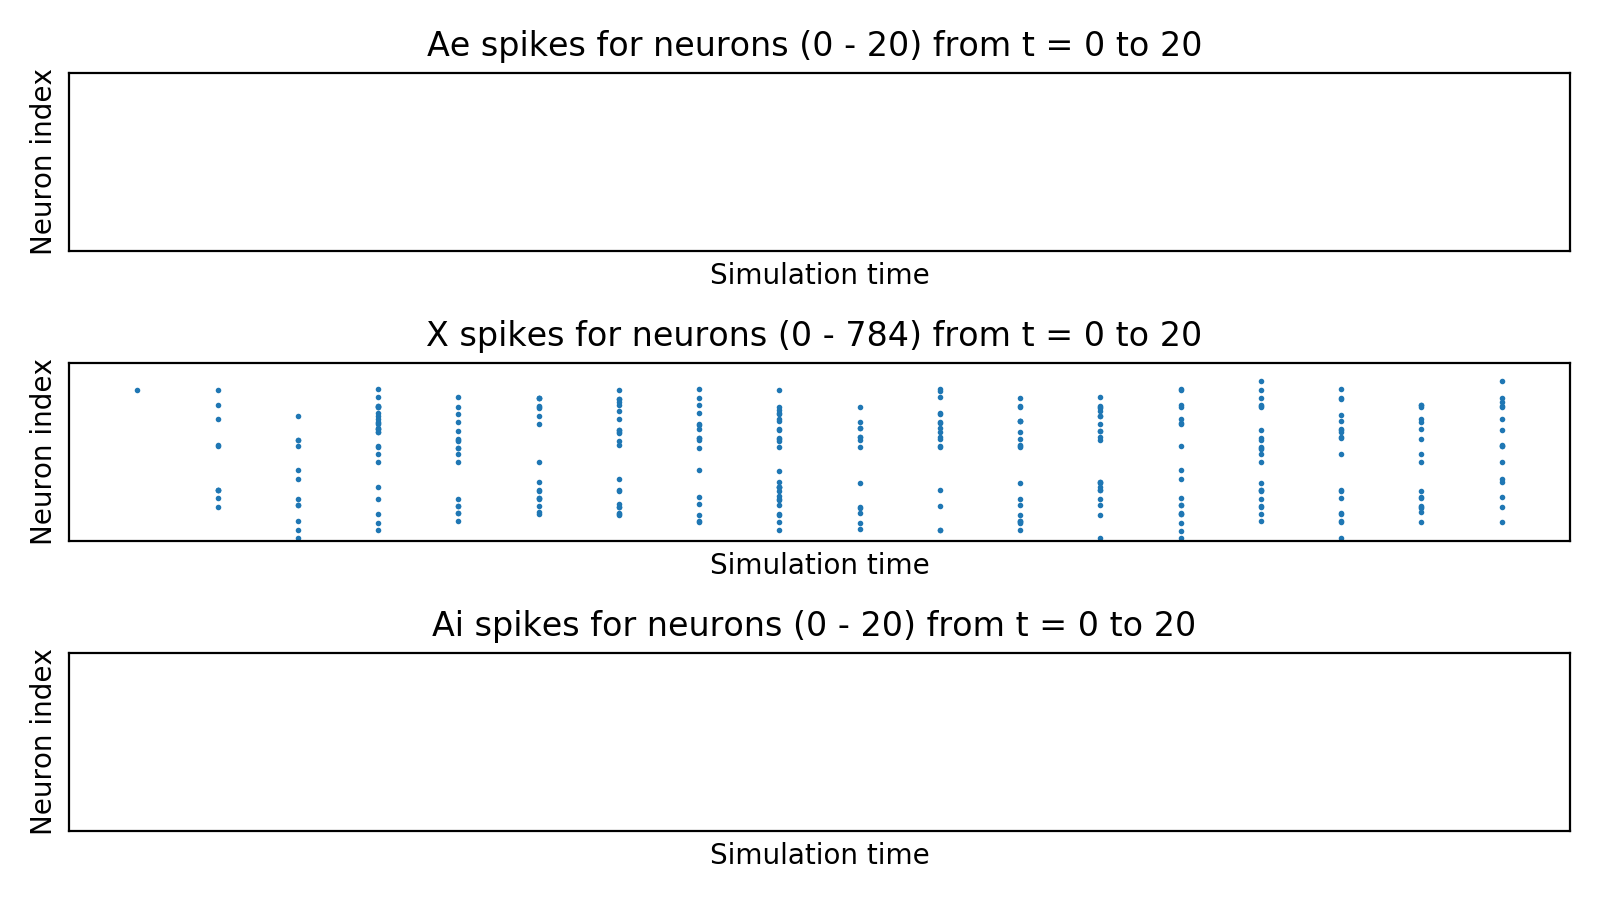 Ae spikes for neurons (0 - 20) from t = 0 to 20
Neuron index
Simulation time
X spikes for neurons (0 - 784) from t = 0 to 20
Neuron index
Simulation time
Ai spikes for neurons (0 - 20) from t = 0 to 20
Neuron index
Simulation time